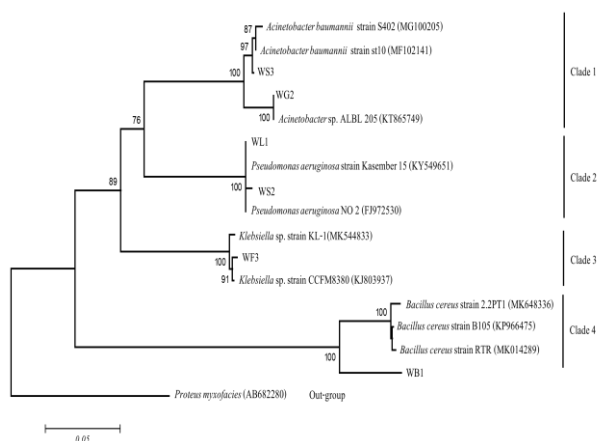 87
Acinetobacter baumannii strain S402 (MG100205)
97
Acinetobacter baumannii strain st10 (MF102141)
100
WS3
Clade 1
WG2
76
100
Acinetobacter sp. ALBL 205 (KT865749)
WL1
Pseudomonas aeruginosa strain Kasember 15 (KY549651)
89
100
WS2
Clade 2
Pseudomonas aeruginosa NO 2 (FJ972530)
Klebsiella sp. strain KL-1(MK544833)
100
WF3
Clade 3
91
Klebsiella sp. strain CCFM8380 (KJ803937)
Bacillus cereus strain 2.2PT1 (MK648336)
100
Bacillus cereus strain B105 (KP966475)
Clade 4
Bacillus cereus strain RTR (MK014289)
100
WB1
Proteus myxofacies (AB682280) Out-group
0.05